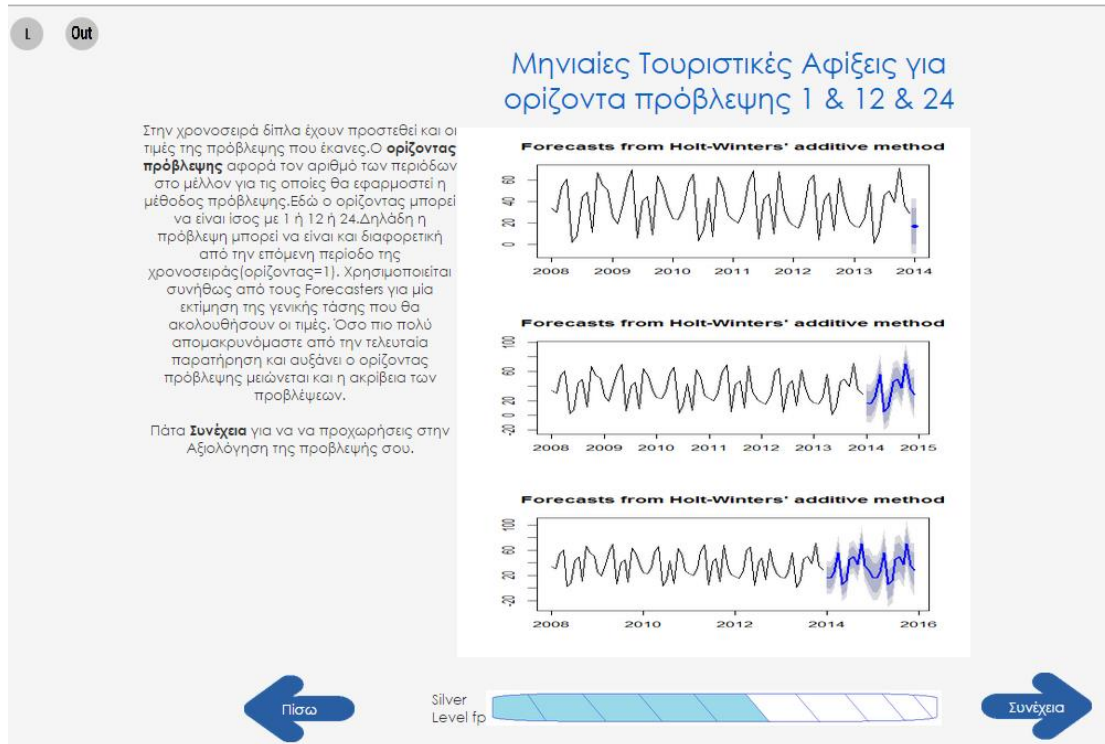 L
Out
Μηνιαίες Τουριστικές Αφίξεις για
ορίζοντα πρόβλεψης 1 & 12 & 24
Στην χρονοσειρά δίπλα έχουν προστεθεί και οι
τιμές της πρόβλεψης που έκανες.Ο ορίζοντας
πρόβλεψης αφορά τον αριθμό των περιόδων
στο μέλλον για τις οποίες θα εφαρμοστεί η
μέθοδος πρόβλεψης.Εδώ ο ορίζοντας μπορεί
να είναι ίσος με 1 ή 12 ή 24.Δηλάδη η
πρόβλεψη μπορεί να είναι και διαφορετική
από την επόμενη περίοδο της
χρονοσειράς(ορίζοντας=1). Χρησιμοποιείται
συνήθως από τους Forecasters για μία
εκτίμηση της γενικής τάσης που θα
ακολουθήσουν οι τιμές. Όσο πιο πολύ
απομακρυνόμαστε από την τελευταία
παρατήρηση και αυξάνει ο ορίζοντας
πρόβλεψης μειώνεται και η ακρίβεια των
προβλέψεων.
Πάτα Συνέχεια για να να προχωρήσεις στην
Αξιολόγηση της προβλεψής σου.
Forecasts from Holt-Winters' additive method
60
40
20
0
2008 2009 2010 2011 2012 2013 2014
Forecasts from Holt-Winters' additive method
100
60
20
0
-20
2008 2009 2010 2011 2012 2013 2014 2015
Forecasts from Holt-Winters' additive method
100
60
20
-20
2008 2010 2012 2014 2016
Πίσω
Silver
Level fp
Συνέχεια